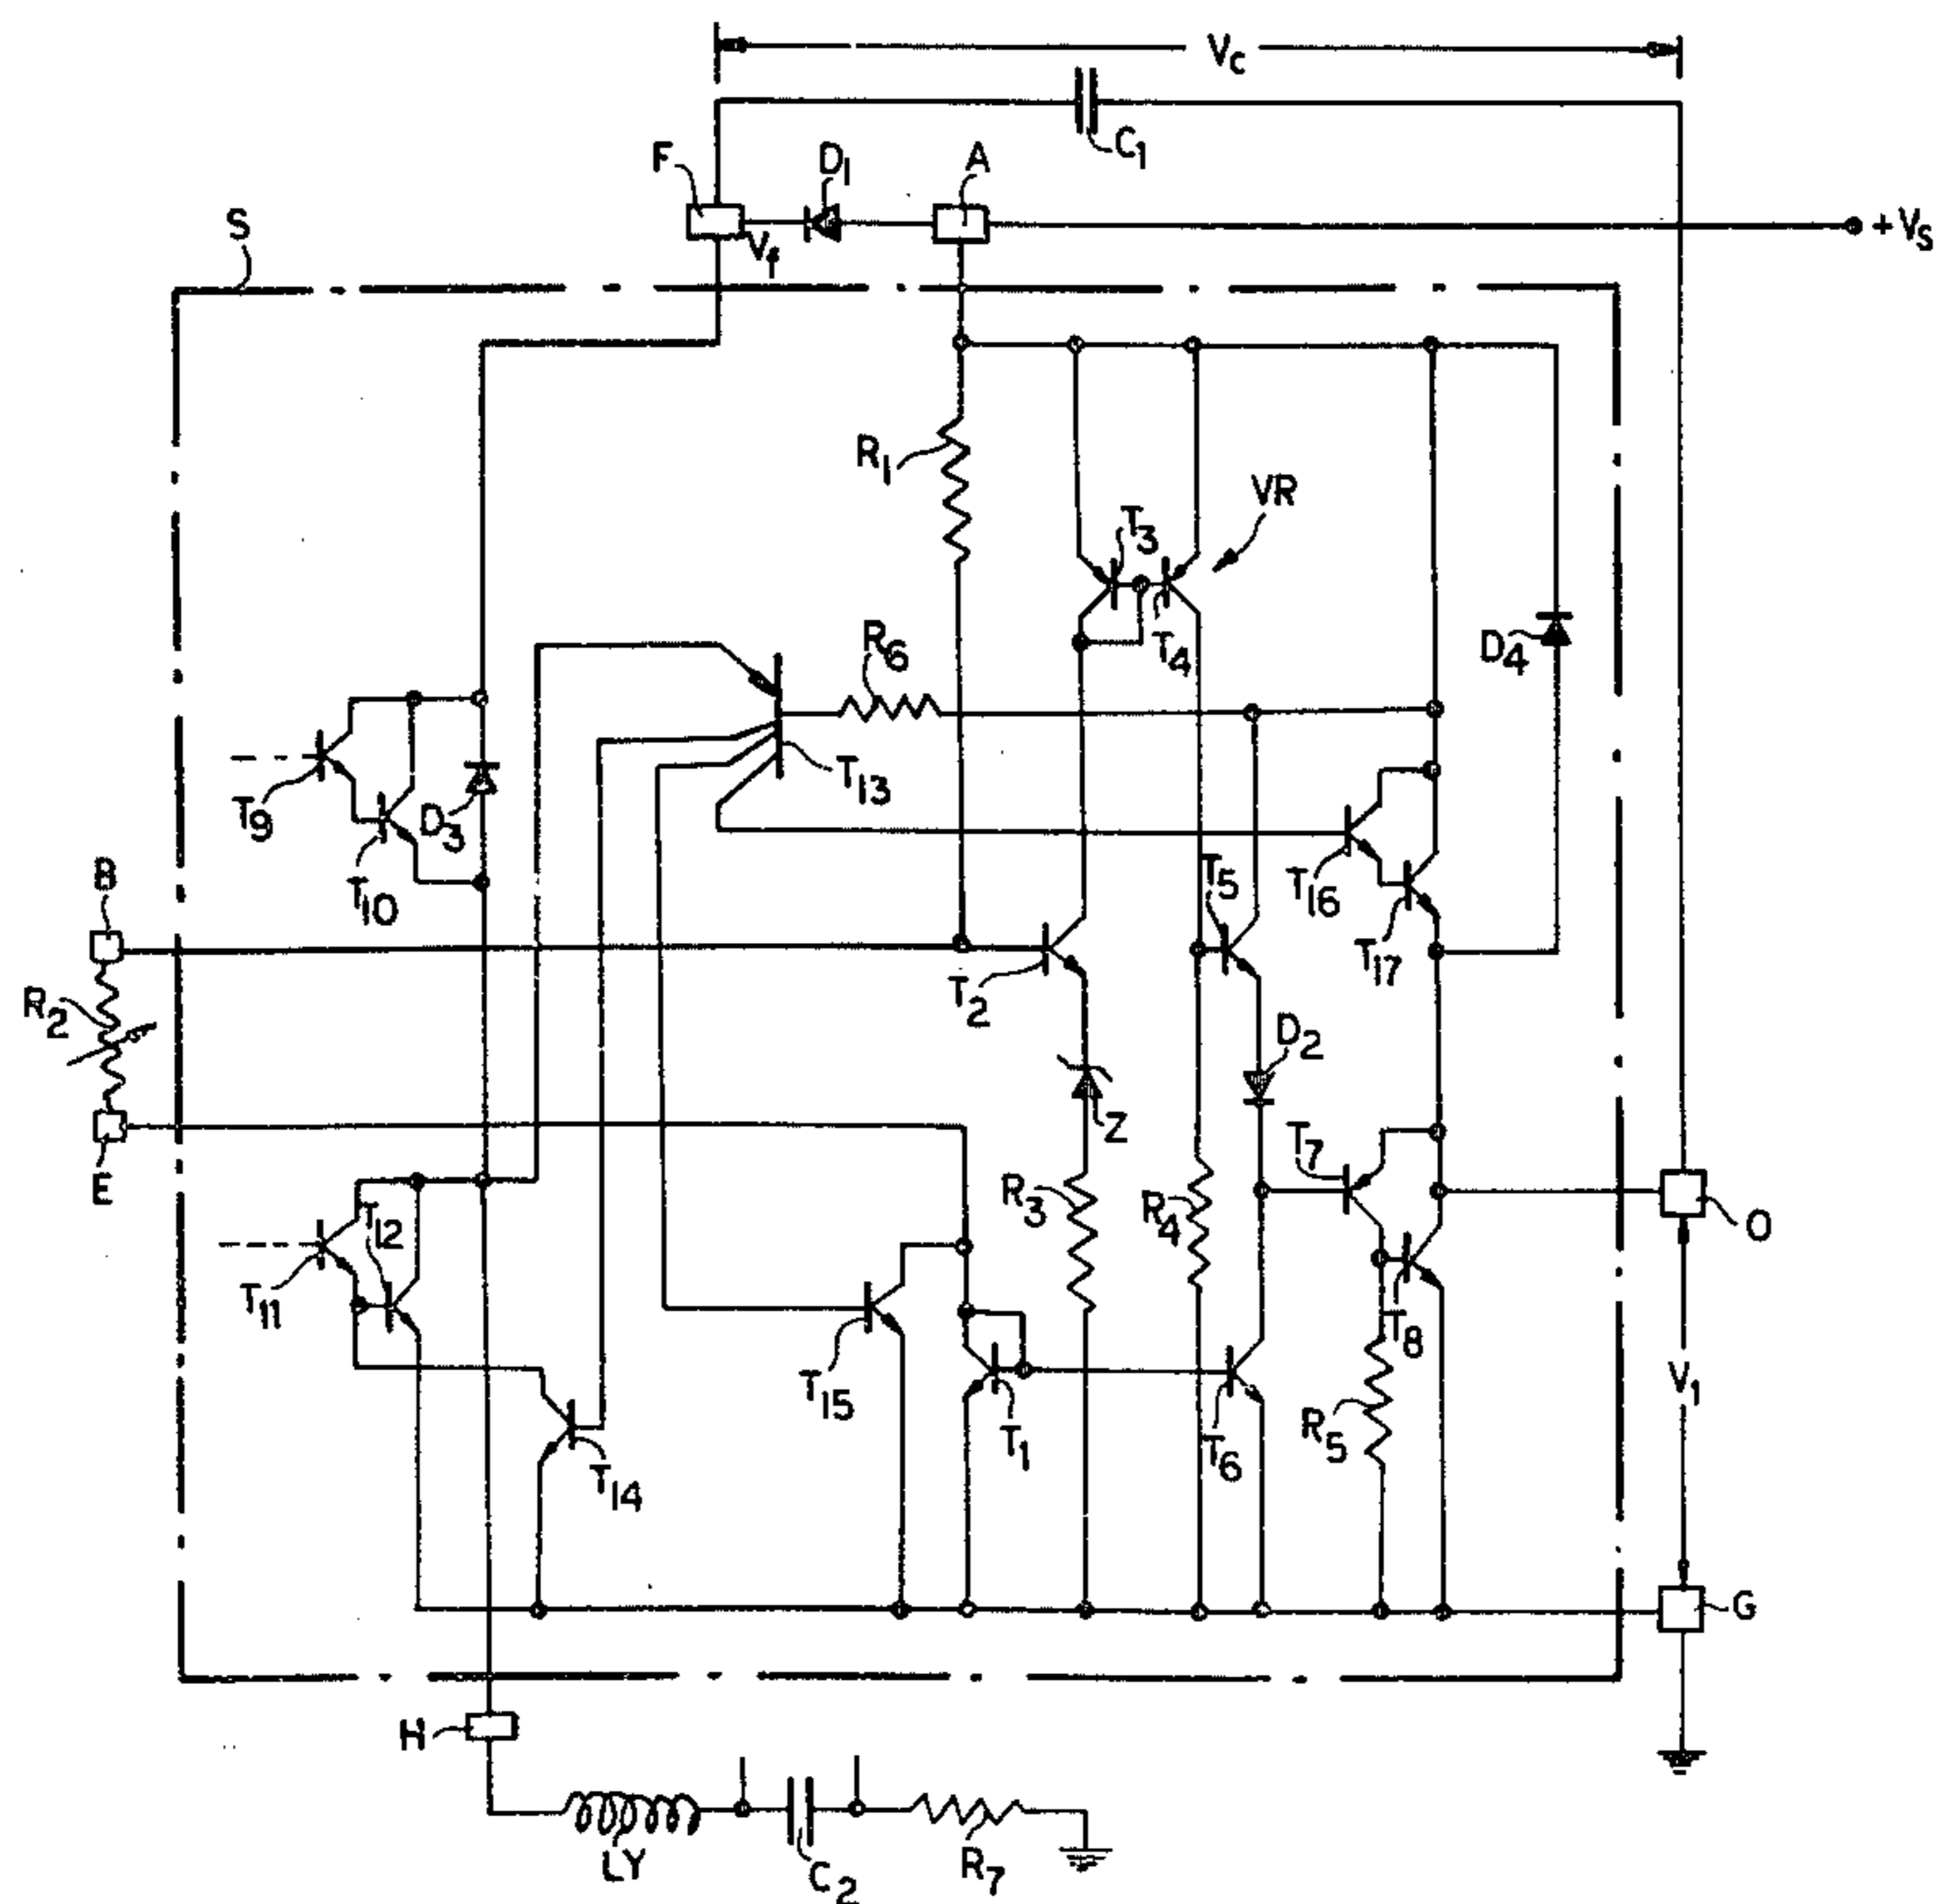 VC
C1
F
D1
A
S
Vf
+VS
R1
VR
T3
R6
T4
D4
T13
T9
D3
T10
B
T5
T16
T17
R2
T2
D2
Z
T7
E
R3
R4
O
T12
T11
T8
T15
V1
T1
R5
T6
T14
G
H
LY
C2
R7